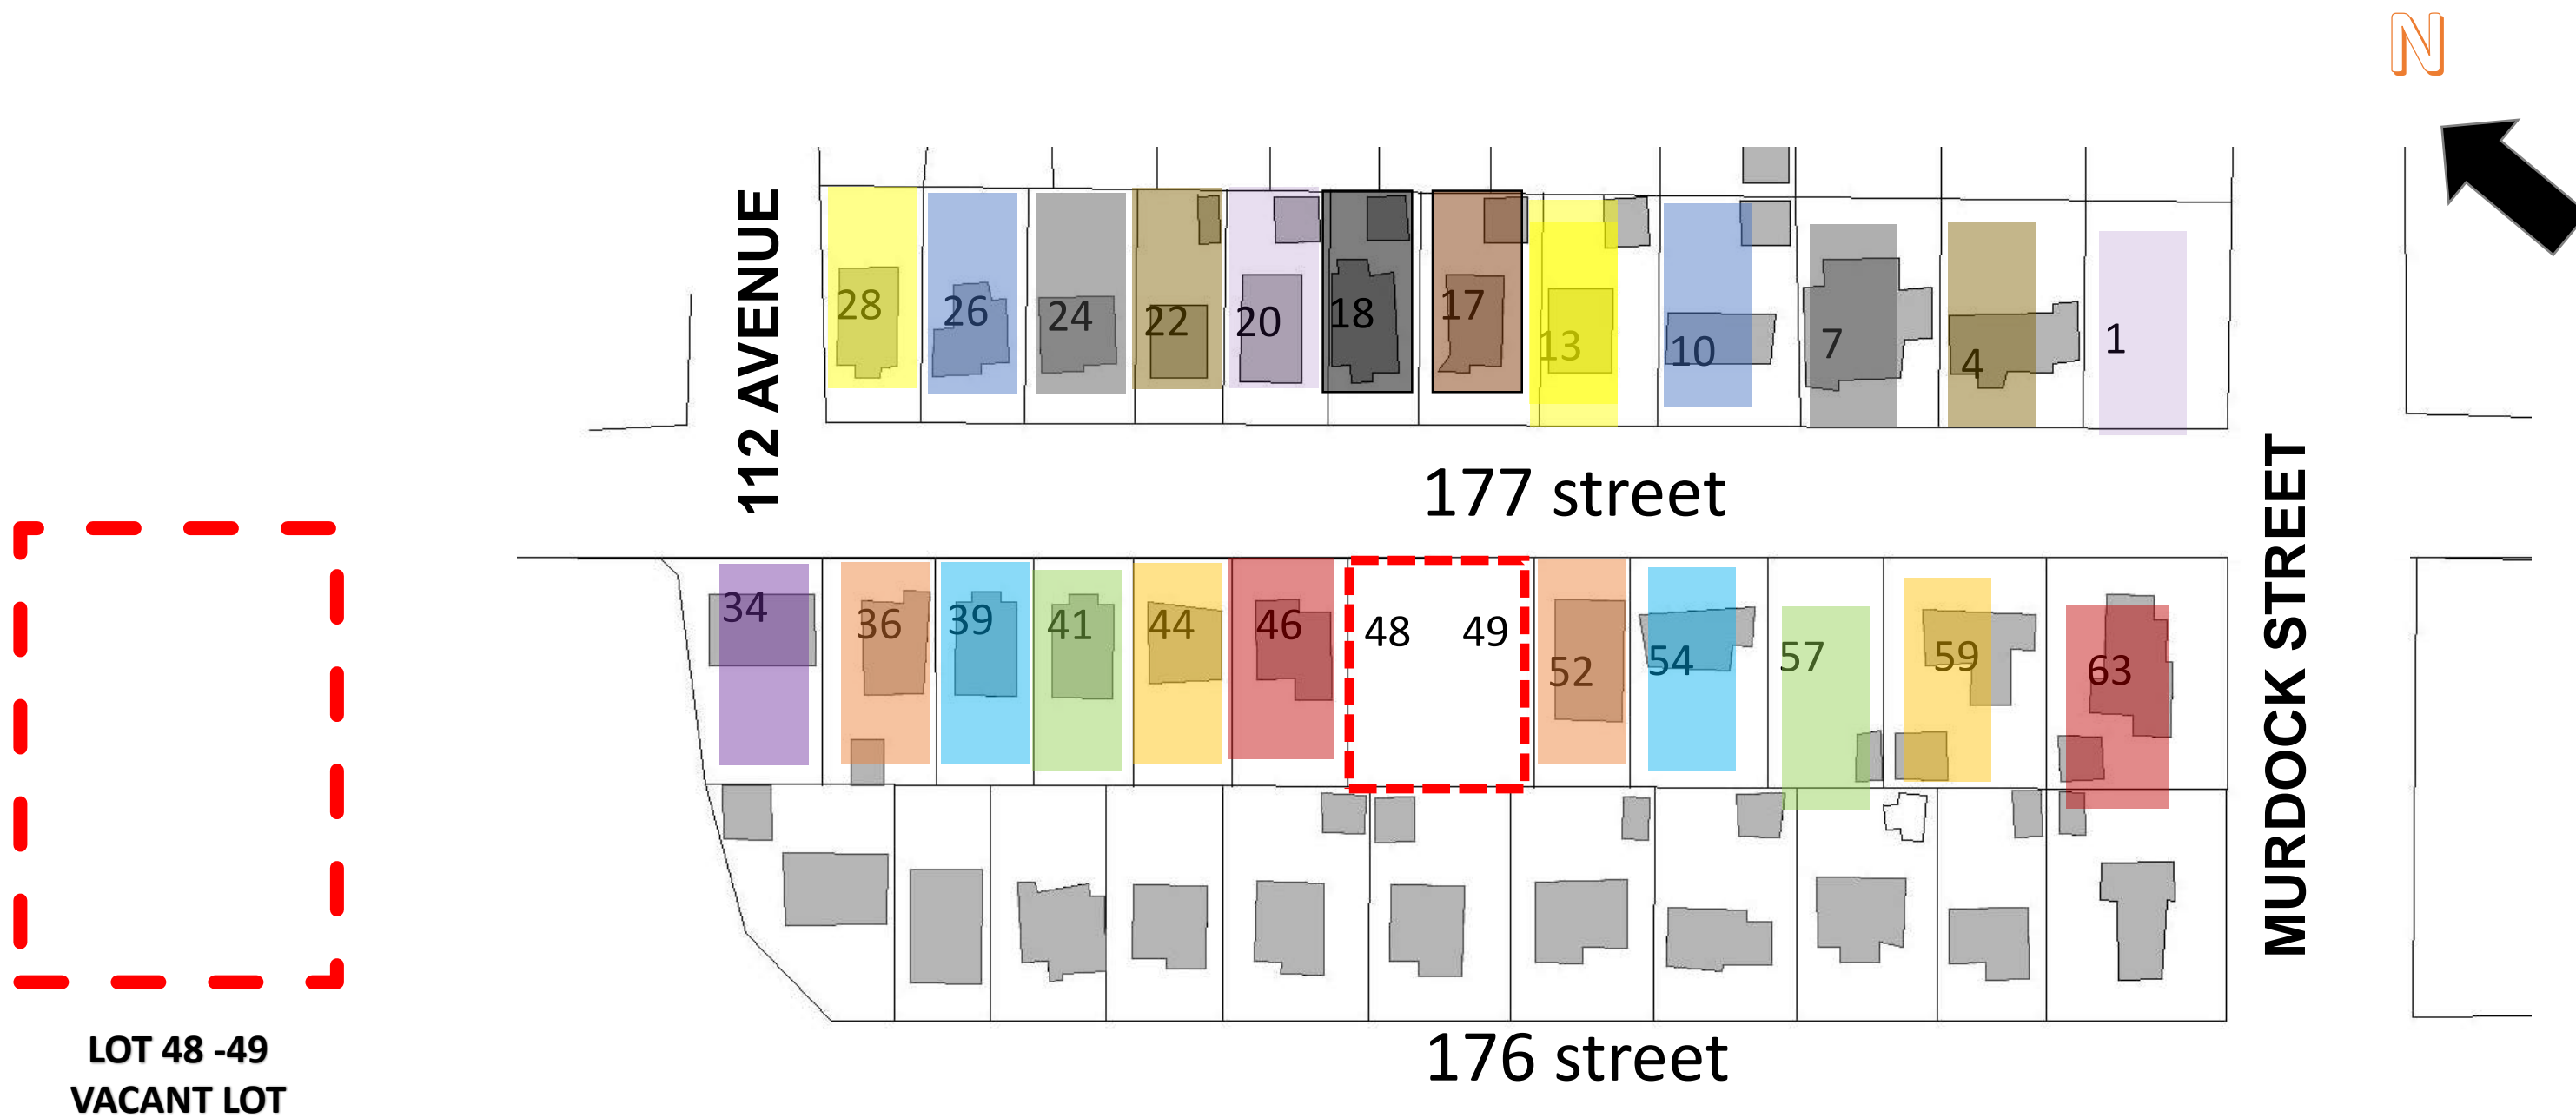 N
112 AVENUE
28 26 24 22 20 18 17 13 10 7 4 1
177 street
MURDOCK STREET
34 36 39 41 44 46 48 49 52 54 57 59 63
176 street
LOT 48 -49
VACANT LOT